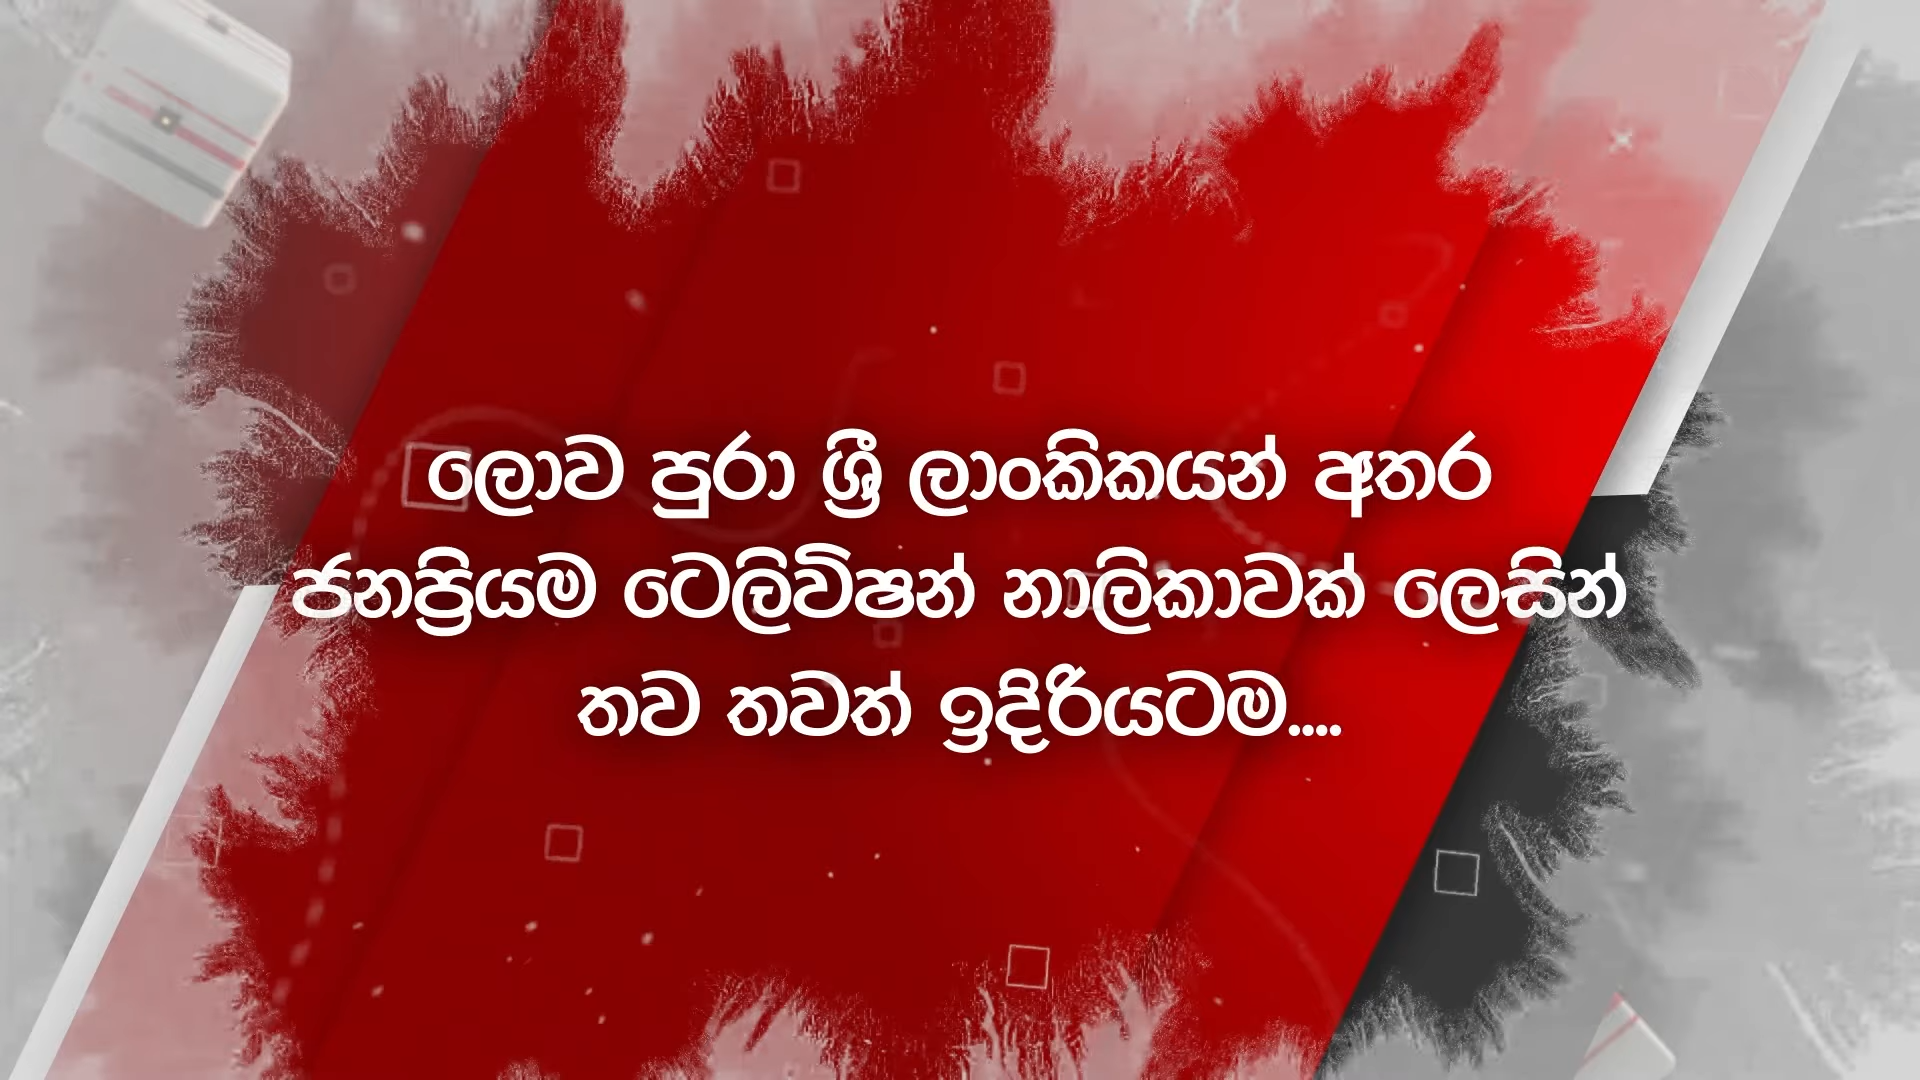 ලොව පුරා ශ්‍රී ලාංකිකයන් අතර
ජනප්‍රියම ටෙලිවිෂන් නාලිකාවක් ලෙසින්
තව තවත් ඉදිරියටම....